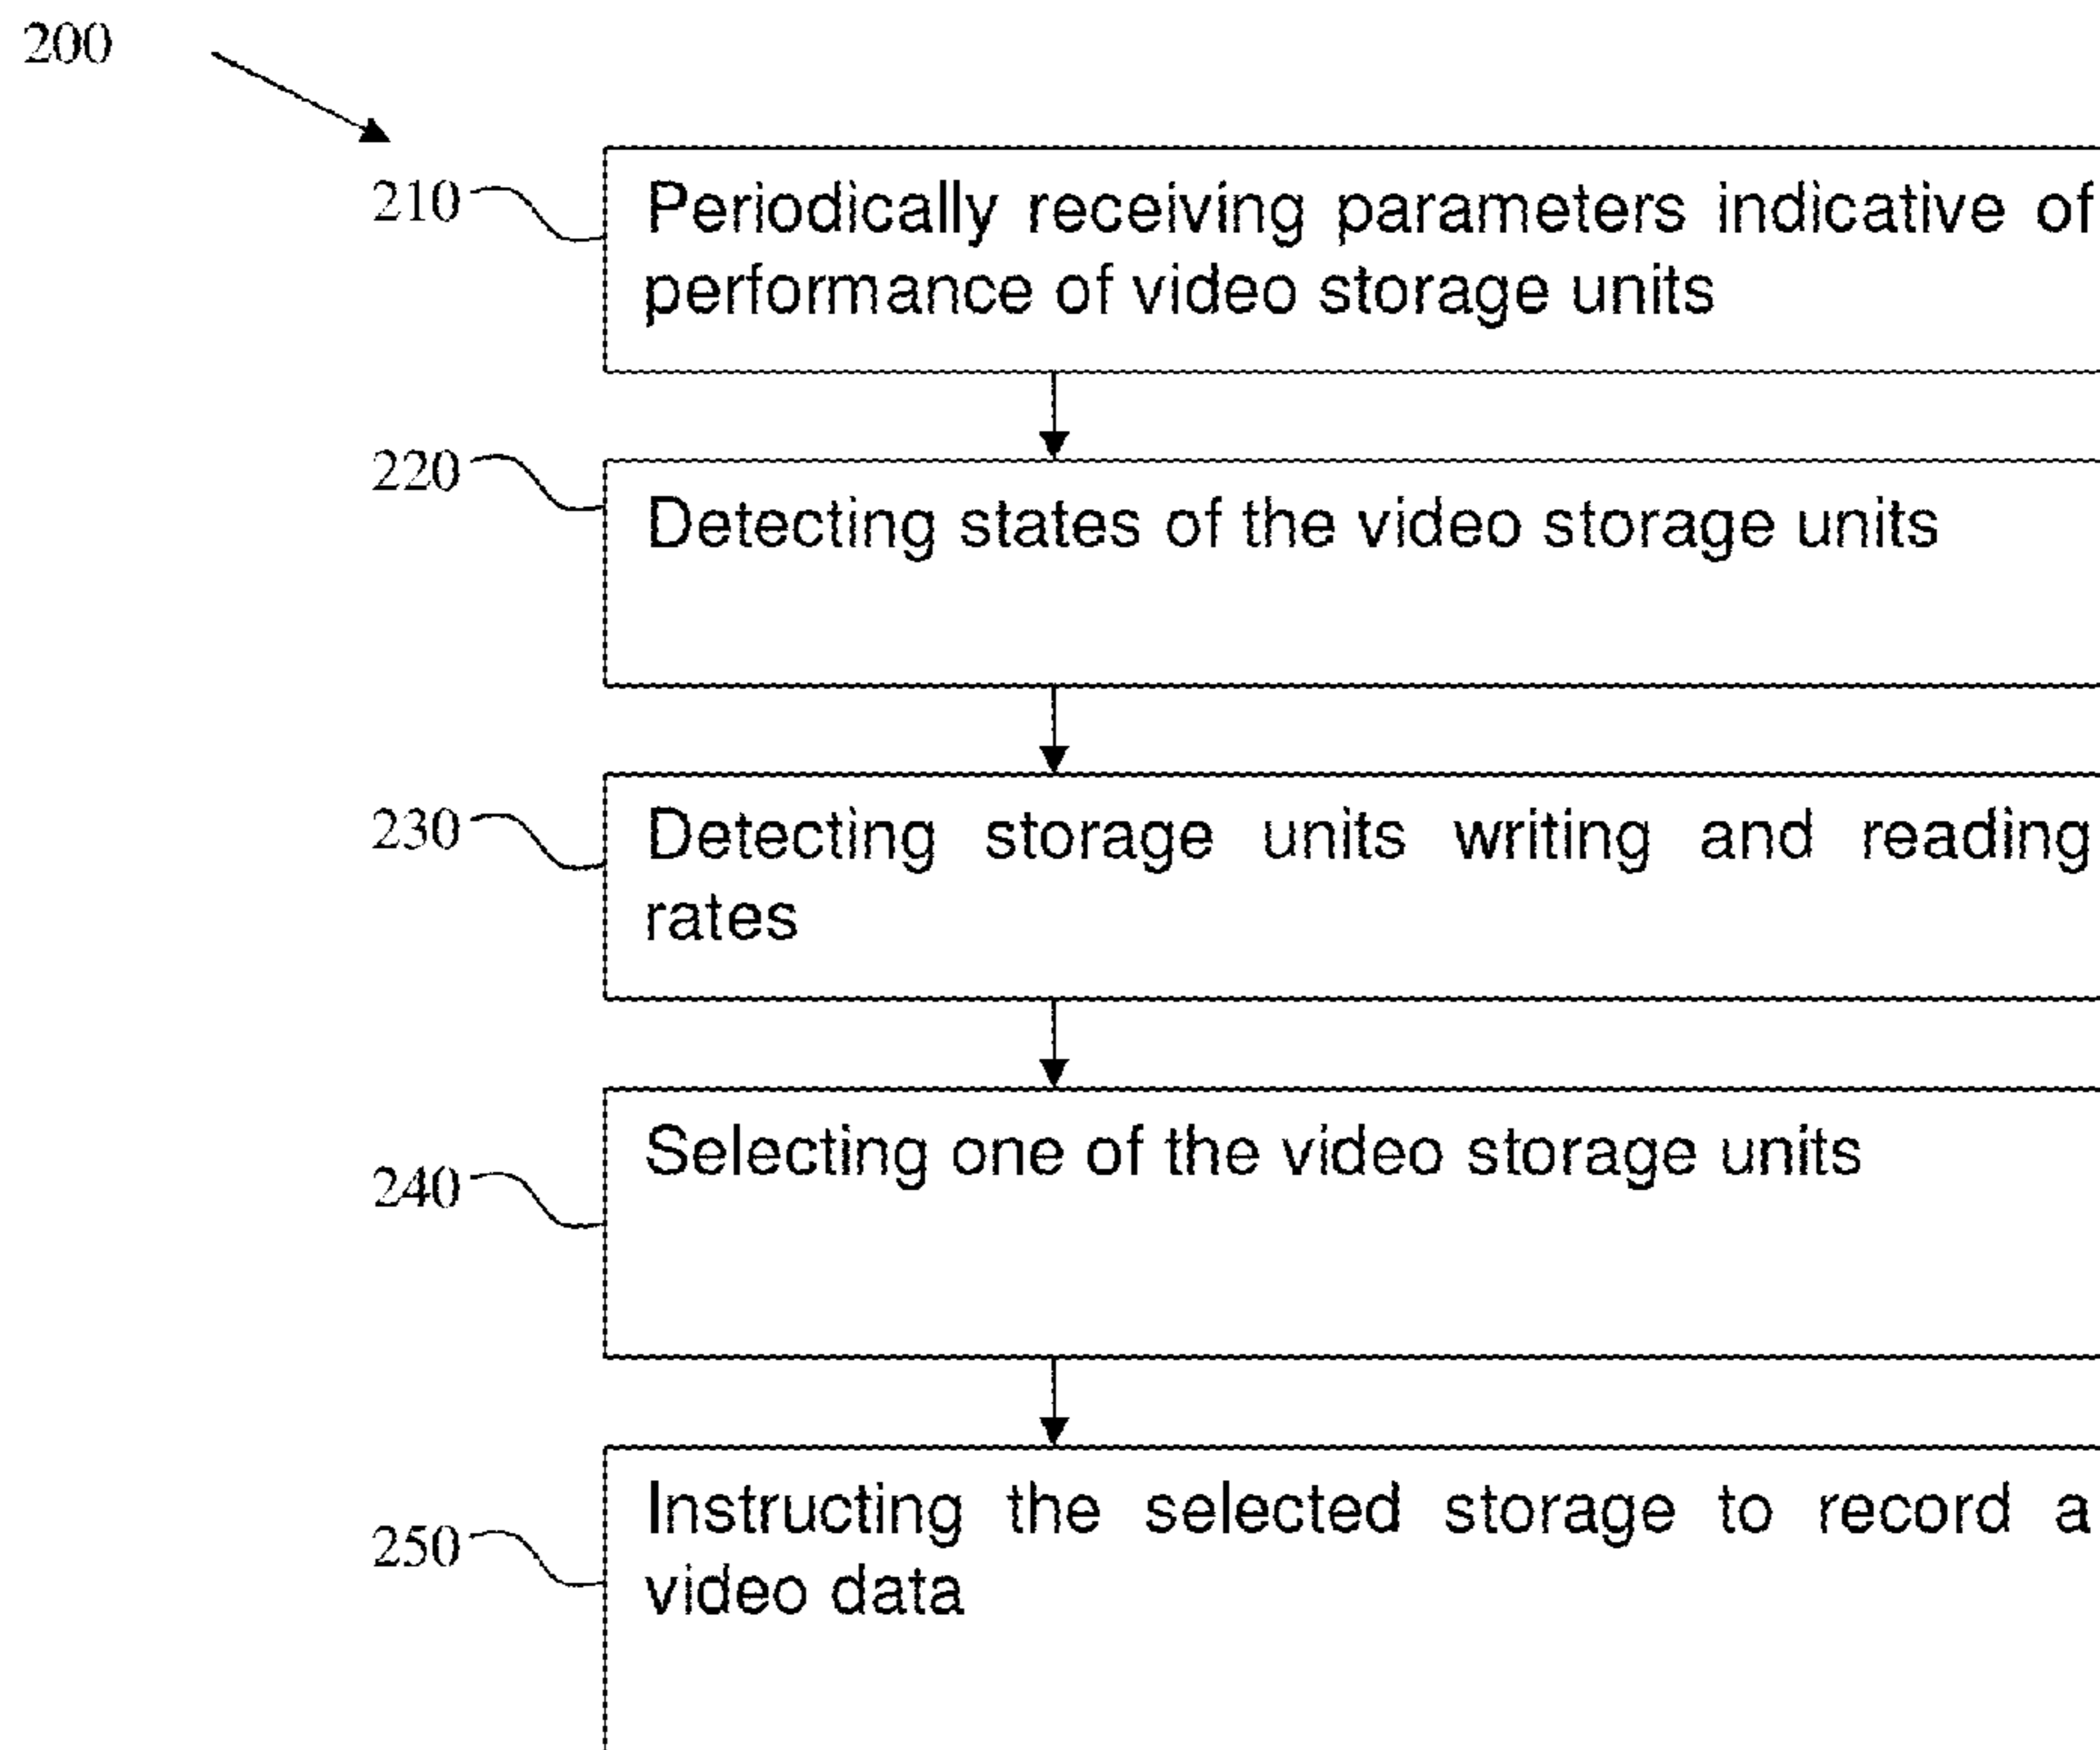 200
210
Periodically receiving parameters indicative of
performance of video storage units
220
Detecting states of the video storage units
230
Detecting storage units writing and reading
rates
240
Selecting one of the video storage units
250
Instructing the selected storage to record a
video data